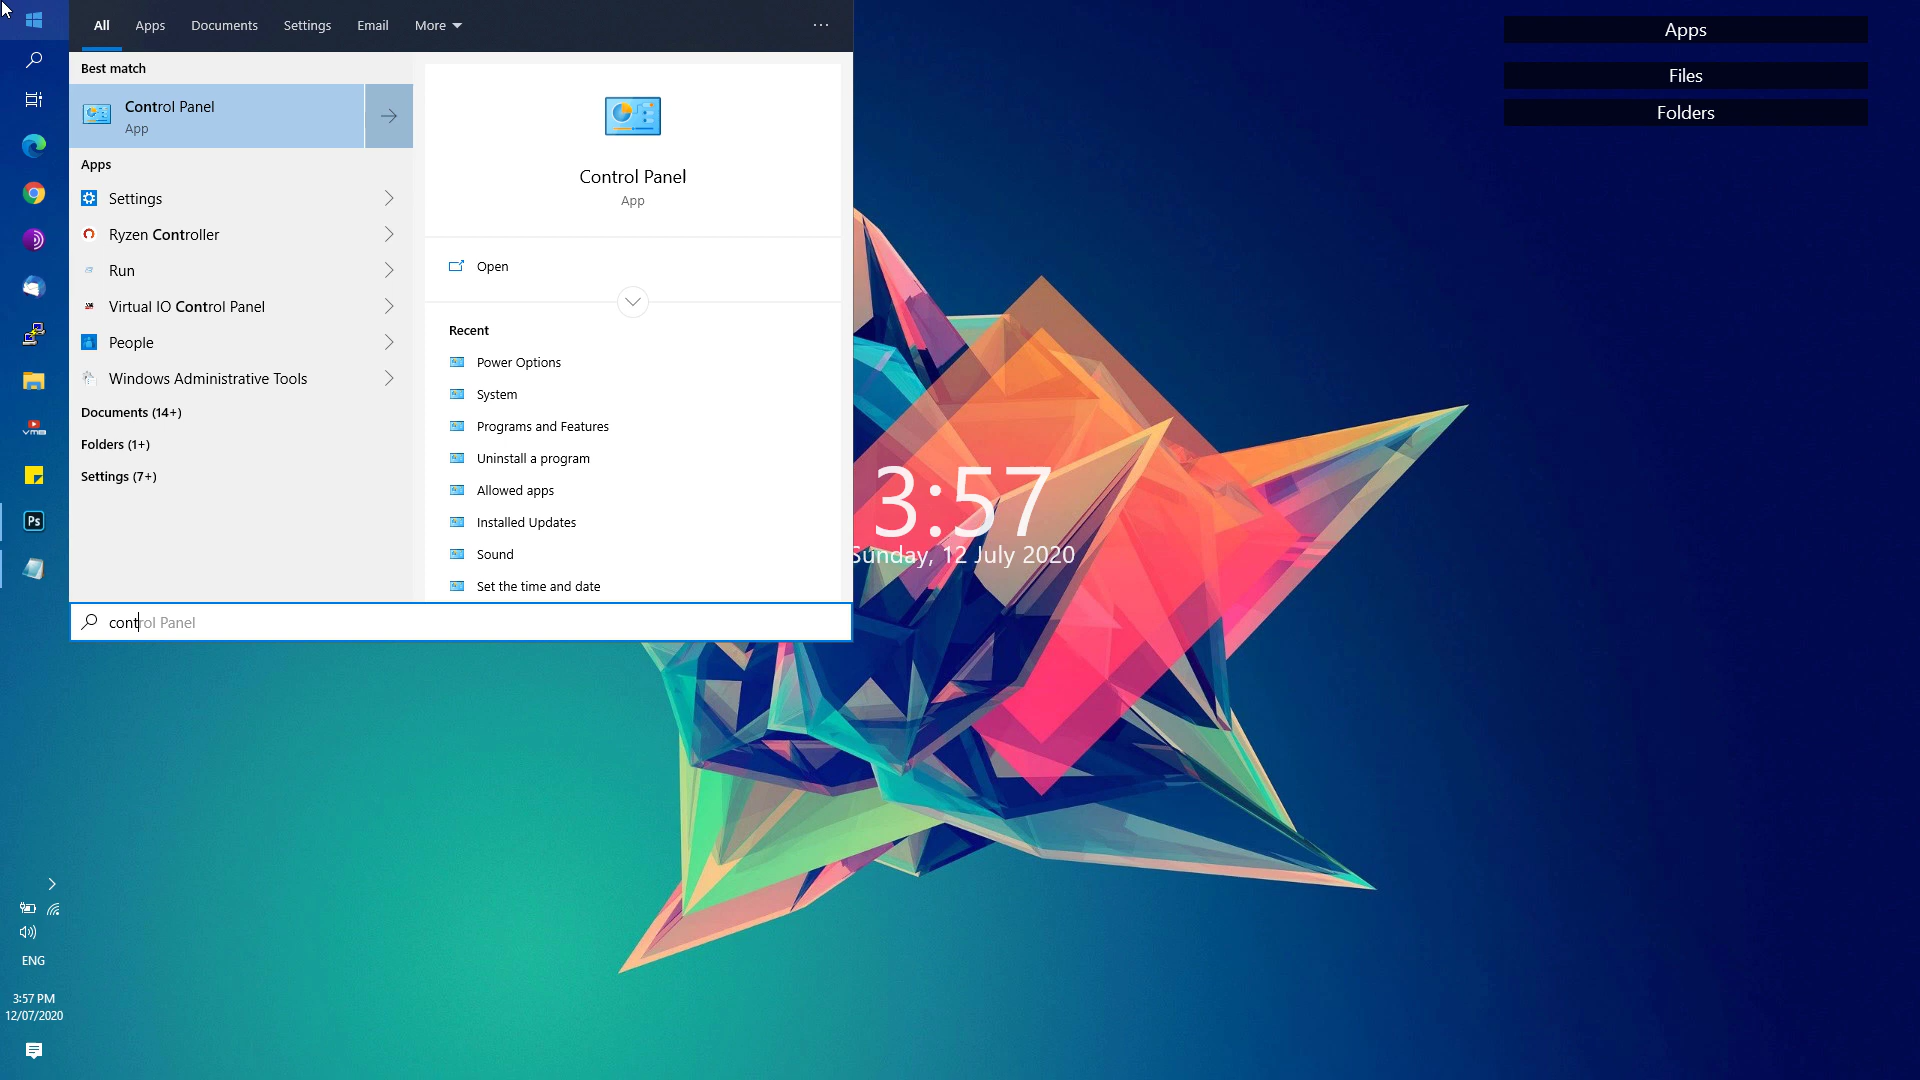 All
Apps
Documents
Settings
Email
More
Best match
Control Panel
App
Apps
Settings
Ryzen Controller
Run
Virtual IO Control Panel
People
Windows Administrative Tools
Documents (14+)
Folders (1+)
Settings (7+)
Control Panel
App
Open
Recent
Power Options
System
Programs and Features
Uninstall a program
Allowed apps
Installed Updates
Sound
Set the time and date
control Panel
Apps
Files
Folders
3:57
Sunday, 12 July 2020
Ps
ENG
3:57 PM
12/07/2020